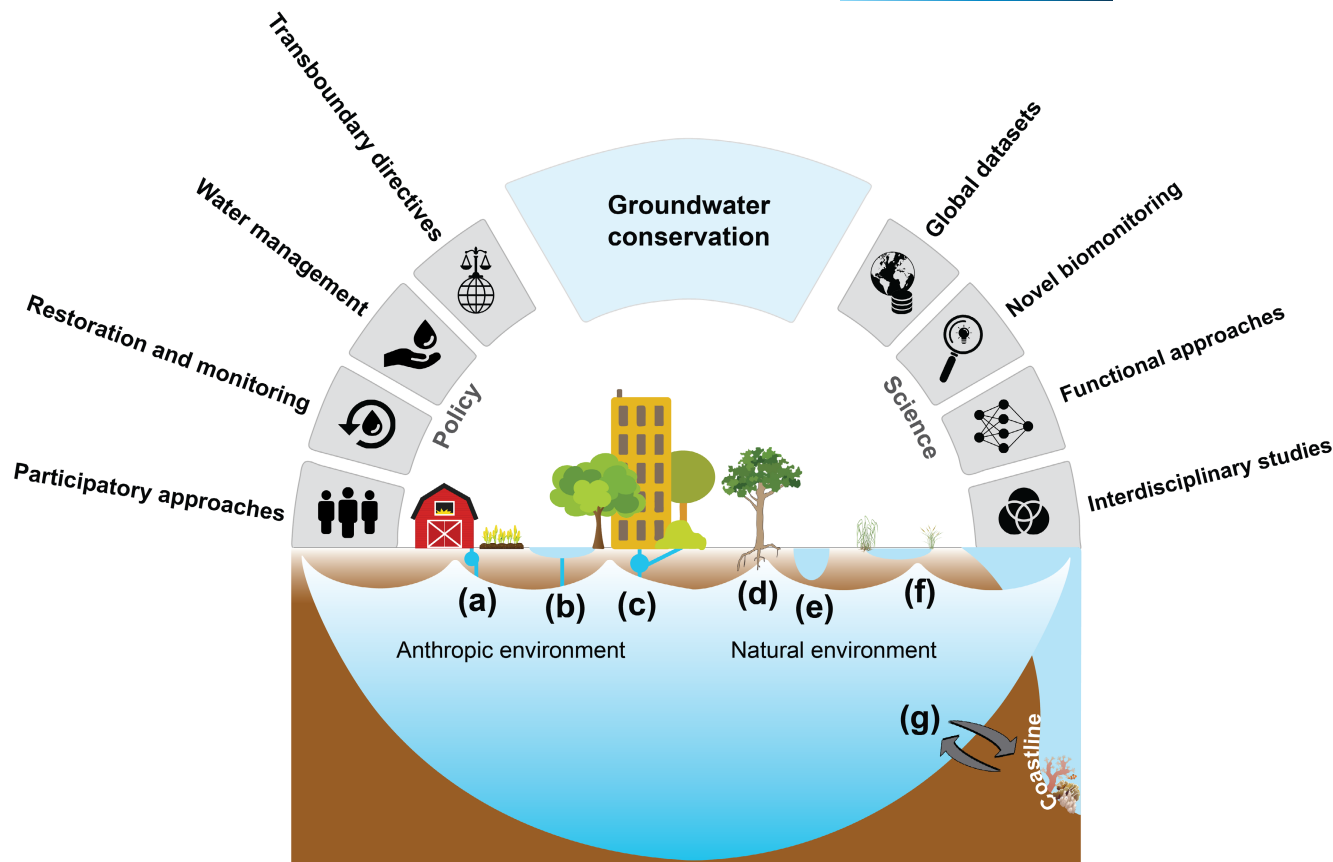 Transboundary directives
Water management
Restoration and monitoring
Participatory approaches
Policy
Groundwater
conservation
Global datasets
Novel biomonitoring
Functional approaches
Interdisciplinary studies
Science
(a)
(b)
(c)
(d)
(e)
(f)
Anthropic environment
Natural environment
(g)
Coastline